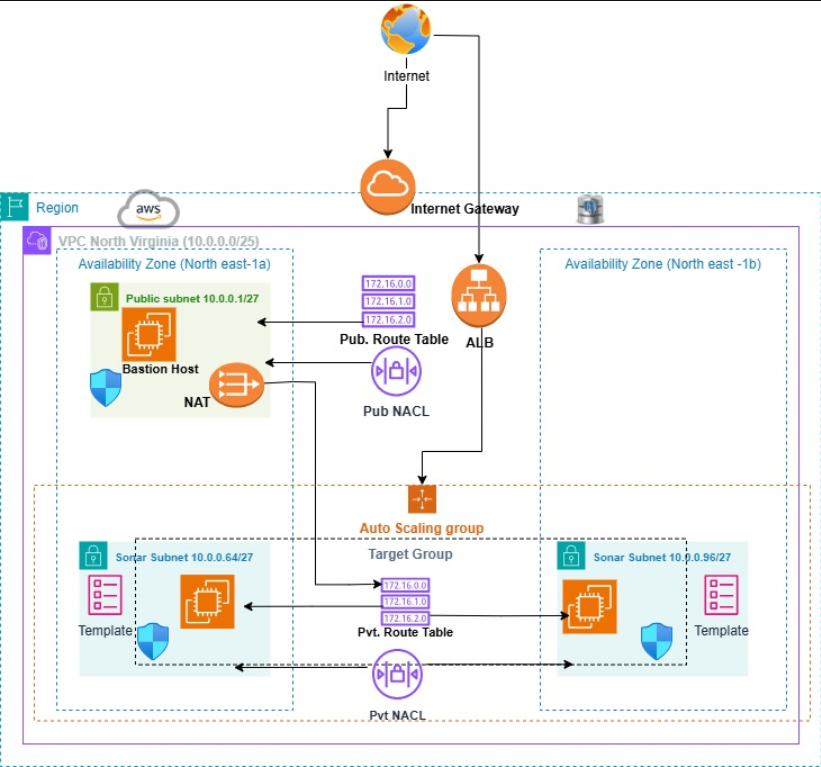 Internet
Internet Gateway
Region
aws
VPC North Virginia (10.0.0.0/25)
Availability Zone (North east-1a)
Availability Zone (North east -1b)
Public subnet 10.0.0.1/27
172.16.0.0
172.16.1.0
172.16.2.0
Pub. Route Table
ALB
Bastion Host
NAT
Pub NACL
Auto Scaling group
Target Group
Sonar Subnet 10.0.0.64/27
Sonar Subnet 10.0.0.96/27
172.16.0.0
172.16.1.0
172.16.2.0
Pvt. Route Table
Template
Template
Pvt NACL